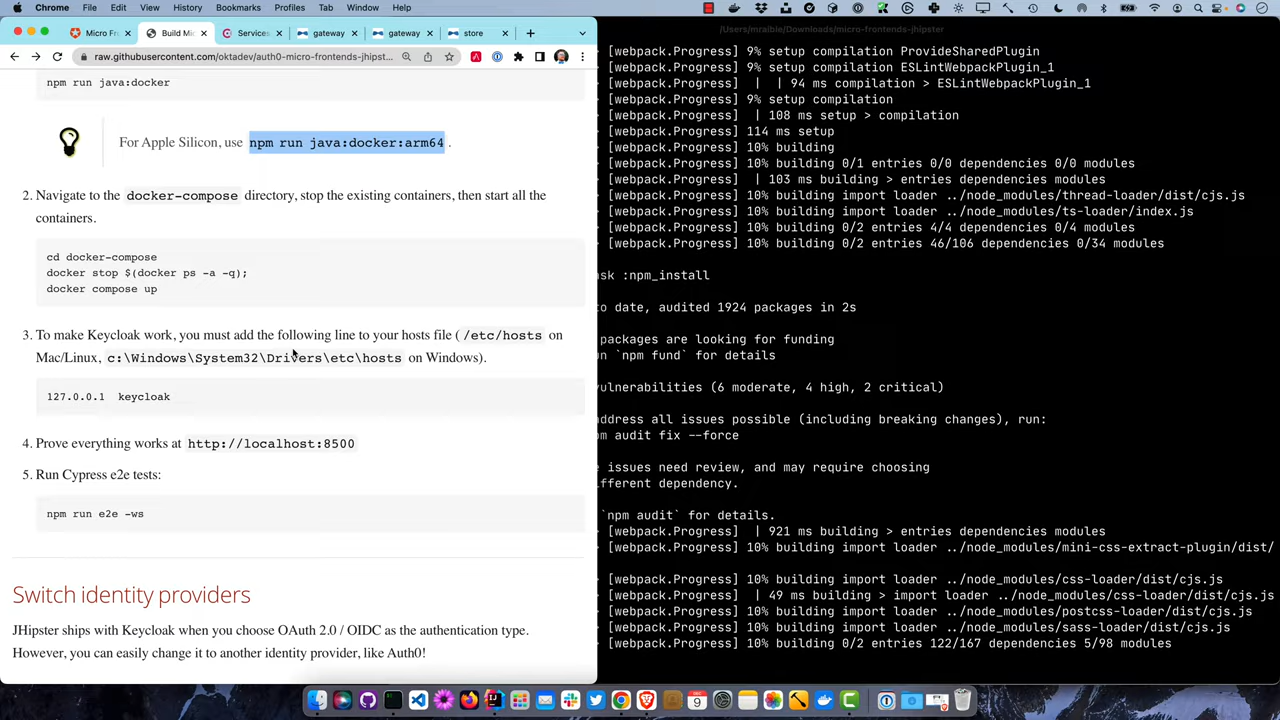 Chrome File Edit View History Bookmarks Profiles Tab Window Help
/Users/mraible/Downloads/micro-frontends-jhipster
Micro Fr
Build Mi
Services
gateway
gateway
store
raw.githubusercontent.com/oktadev/auth0-micro-frontends-jhipst...
npm run java:docker
For Apple Silicon, use npm run java:docker:arm64 .
2. Navigate to the docker-compose directory, stop the existing containers, then start all the
containers.
cd docker-compose
docker stop $(docker ps -a -q);
docker compose up
3. To make Keycloak work, you must add the following line to your hosts file ( /etc/hosts on
Mac/Linux, c:\Windows\System32\Drivers\etc\hosts on Windows).
127.0.0.1 keycloak
4. Prove everything works at http://localhost:8500
5. Run Cypress e2e tests:
npm run e2e -ws
Switch identity providers
JHipster ships with Keycloak when you choose OAuth 2.0 / OIDC as the authentication type.
However, you can easily change it to another identity provider, like Auth0!
[webpack.Progress] 9% setup compilation ProvideSharedPlugin
[webpack.Progress] 9% setup compilation ESLintWebpackPlugin_1
[webpack.Progress] | | 94 ms compilation > ESLintWebpackPlugin_1
[webpack.Progress] 9% setup compilation
[webpack.Progress] | 108 ms setup > compilation
[webpack.Progress] 114 ms setup
[webpack.Progress] 10% building
[webpack.Progress] 10% building 0/1 entries 0/0 dependencies 0/0 modules
[webpack.Progress] | 103 ms building > entries dependencies modules
[webpack.Progress] 10% building import loader ../node_modules/thread-loader/dist/cjs.js
[webpack.Progress] 10% building import loader ../node_modules/ts-loader/index.js
[webpack.Progress] 10% building 0/2 entries 4/4 dependencies 0/4 modules
[webpack.Progress] 10% building 0/2 entries 46/106 dependencies 0/34 modules
ask :npm_install
to date, audited 1924 packages in 2s
packages are looking for funding
un `npm fund` for details
vulnerabilities (6 moderate, 4 high, 2 critical)
address all issues possible (including breaking changes), run:
pm audit fix --force
e issues need review, and may require choosing
different dependency.
`npm audit` for details.
[webpack.Progress] | 921 ms building > entries dependencies modules
[webpack.Progress] 10% building import loader ../node_modules/mini-css-extract-plugin/dist/
[webpack.Progress] 10% building import loader ../node_modules/css-loader/dist/cjs.js
[webpack.Progress] | 49 ms building > import loader ../node_modules/css-loader/dist/cjs.js
[webpack.Progress] 10% building import loader ../node_modules/postcss-loader/dist/cjs.js
[webpack.Progress] 10% building import loader ../node_modules/sass-loader/dist/cjs.js
[webpack.Progress] 10% building 0/2 entries 122/167 dependencies 5/98 modules